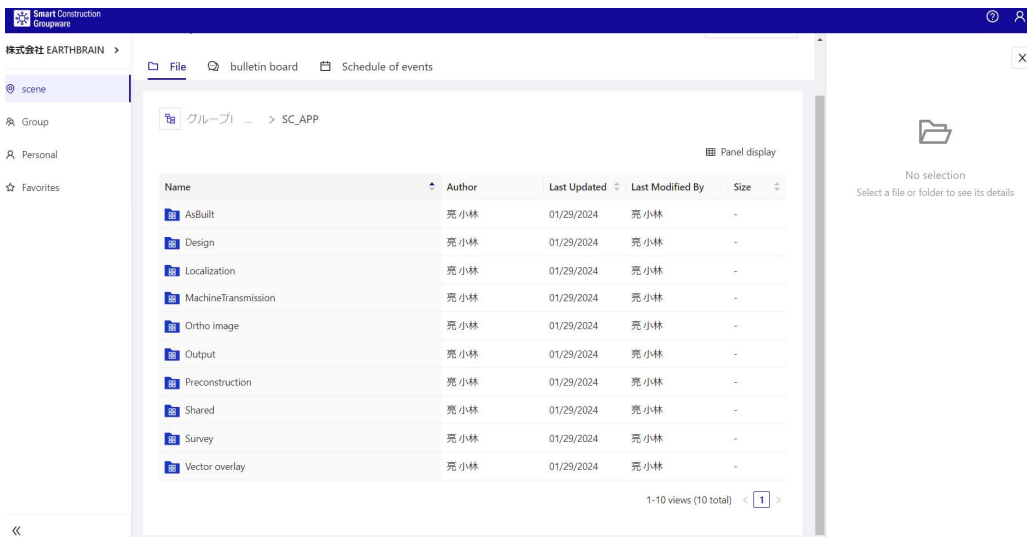 Smart Construction
Groupware
株式会社 EARTHBRAIN >
scene
Group
Personal
Favorites
File bulletin board Schedule of events
グループI ... > SC_APP
Panel display
Name Author Last Updated Last Modified By Size
AsBuilt 亮 小林 01/29/2024 亮 小林 -
Design 亮 小林 01/29/2024 亮 小林 -
Localization 亮 小林 01/29/2024 亮 小林 -
MachineTransmission 亮 小林 01/29/2024 亮 小林 -
Ortho image 亮 小林 01/29/2024 亮 小林 -
Output 亮 小林 01/29/2024 亮 小林 -
Preconstruction 亮 小林 01/29/2024 亮 小林 -
Shared 亮 小林 01/29/2024 亮 小林 -
Survey 亮 小林 01/29/2024 亮 小林 -
Vector overlay 亮 小林 01/29/2024 亮 小林 -
1-10 views (10 total) < 1 >
No selection
Select a file or folder to see its details